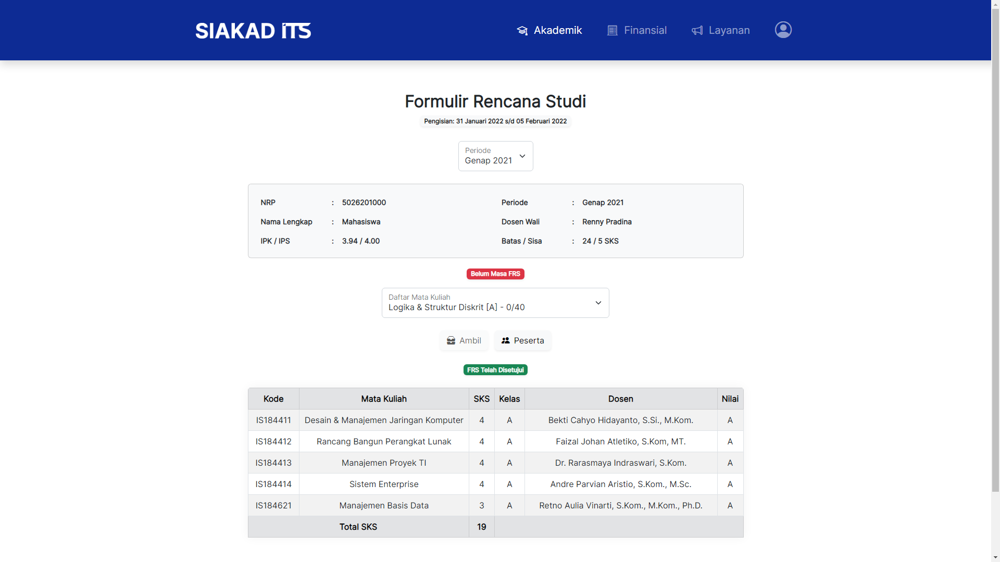 SIAKAD ITS
Akademik
Finansial
Layanan
Formulir Rencana Studi
Pengisian: 31 Januari 2022 s/d 05 Februari 2022
Periode
Genap 2021
NRP : 5026201000 Periode : Genap 2021
Nama Lengkap : Mahasiswa Dosen Wali : Renny Pradina
IPK / IPS : 3.94 / 4.00 Batas / Sisa : 24 / 5 SKS
Belum Masa FRS
Daftar Mata Kuliah
Logika & Struktur Diskrit [A] - 0/40
Ambil Peserta
FRS Telah Disetujui
Kode Mata Kuliah SKS Kelas Dosen Nilai
IS184411 Desain & Manajemen Jaringan Komputer 4 A Bekti Cahyo Hidayanto, S.Si., M.Kom. A
IS184412 Rancang Bangun Perangkat Lunak 4 A Faizal Johan Atletiko, S.Kom, MT. A
IS184413 Manajemen Proyek TI 4 A Dr. Rarasmaya Indraswari, S.Kom. A
IS184414 Sistem Enterprise 4 A Andre Parvian Aristio, S.Kom., M.Sc. A
IS184621 Manajemen Basis Data 3 A Retno Aulia Vinarti, S.Kom., M.Kom., Ph.D. A
Total SKS 19